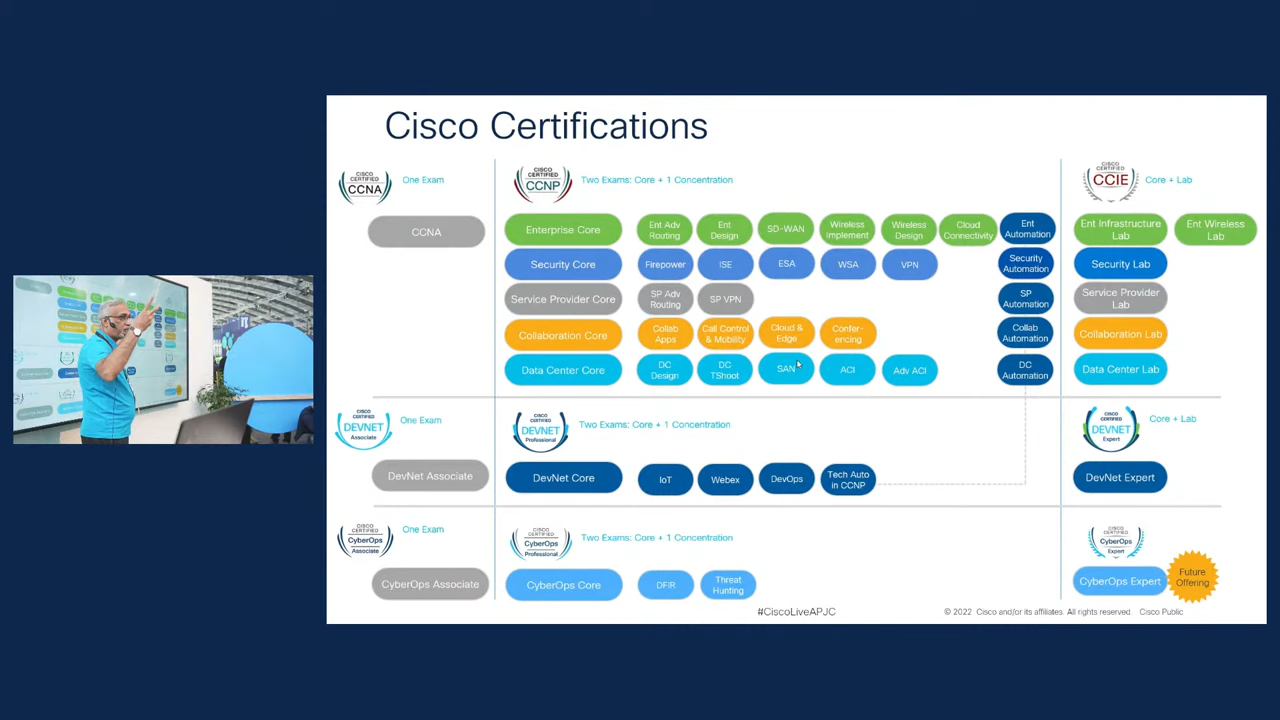 Cisco Certifications
CISCO
CERTIFIED
CCNA
One Exam
CISCO
CERTIFIED
CCNP
Two Exams: Core + 1 Concentration
CISCO
CERTIFIED
CCIE
Core + Lab
CCNA
Enterprise Core
Ent Adv
Routing
Ent
Design
SD-WAN
Wireless
Implement
Wireless
Design
Cloud
Connectivity
Ent
Automation
Ent Infrastructure
Lab
Ent Wireless
Lab
Security Core
Firepower
ISE
ESA
WSA
VPN
Security
Automation
Security Lab
Service Provider Core
SP Adv
Routing
SP VPN
SP
Automation
Service Provider
Lab
Collaboration Core
Collab
Apps
Call Control
& Mobility
Cloud &
Edge
Confer-
encing
Collab
Automation
Collaboration Lab
Data Center Core
DC
Design
DC
TShoot
SAN
ACI
Adv ACI
DC
Automation
Data Center Lab
CISCO
CERTIFIED
DEVNET
Associate
One Exam
CISCO
CERTIFIED
DEVNET
Professional
Two Exams: Core + 1 Concentration
CISCO
CERTIFIED
DEVNET
Expert
Core + Lab
DevNet Associate
DevNet Core
IoT
Webex
DevOps
Tech Auto
in CCNP
DevNet Expert
CISCO
CERTIFIED
CyberOps
Associate
One Exam
CISCO
CERTIFIED
CyberOps
Professional
Two Exams: Core + 1 Concentration
CISCO
CERTIFIED
CyberOps
Expert
CyberOps Associate
CyberOps Core
DFIR
Threat
Hunting
CyberOps Expert
Future
Offering
#CiscoLiveAPJC
© 2022 Cisco and/or its affiliates. All rights reserved. Cisco Public